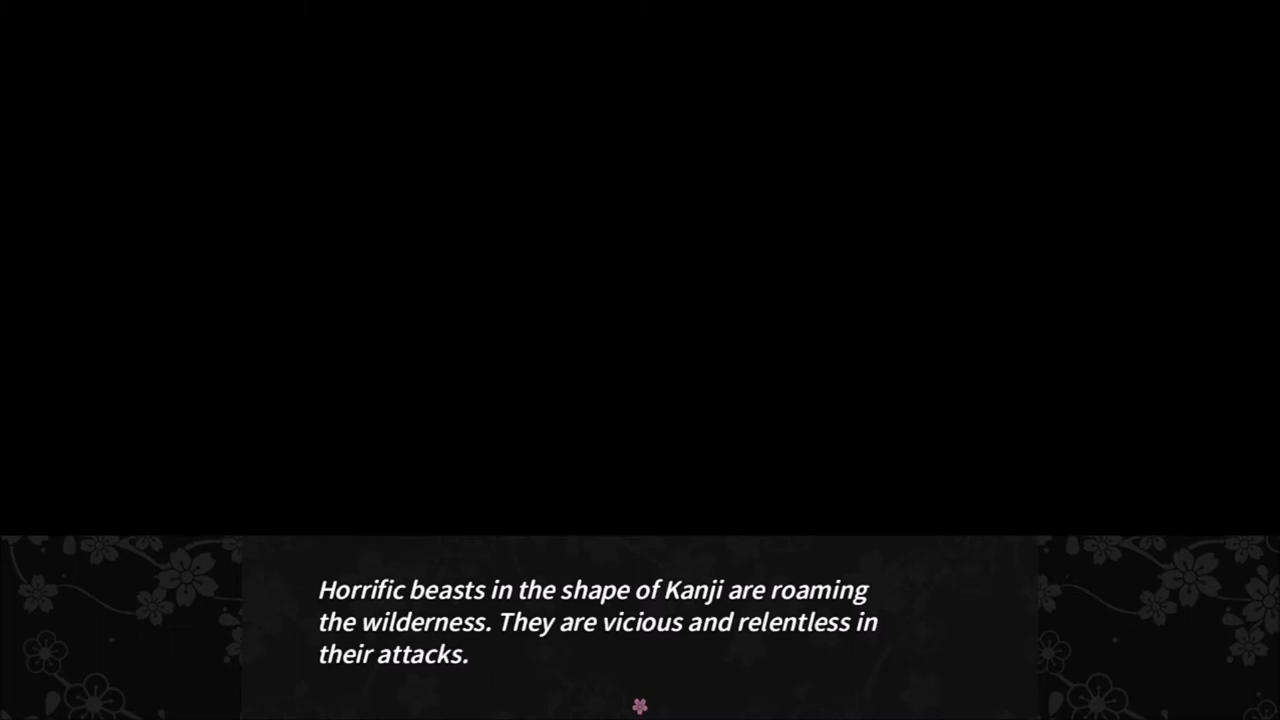 Horrific beasts in the shape of Kanji are roaming
the wilderness. They are vicious and relentless in
their attacks.